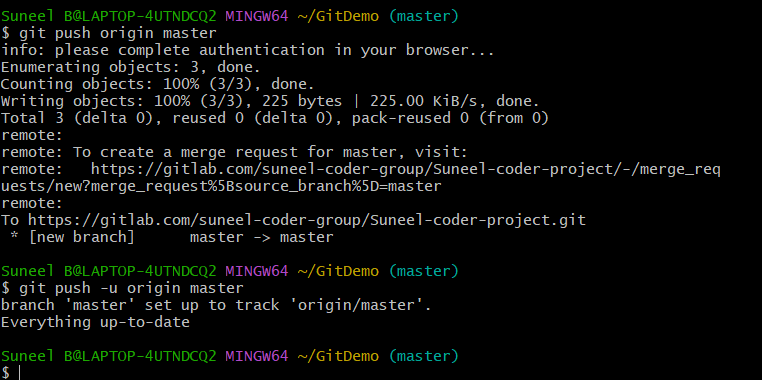 Suneel B@LAPTOP-4UTNDCQ2 MINGW64 ~/GitDemo (master)
$ git push origin master
info: please complete authentication in your browser...
Enumerating objects: 3, done.
Counting objects: 100% (3/3), done.
Writing objects: 100% (3/3), 225 bytes | 225.00 KiB/s, done.
Total 3 (delta 0), reused 0 (delta 0), pack-reused 0 (from 0)
remote:
remote: To create a merge request for master, visit:
remote:   https://gitlab.com/suneel-coder-group/Suneel-coder-project/-/merge_req
uests/new?merge_request%5Bsource_branch%5D=master
remote:
To https://gitlab.com/suneel-coder-group/Suneel-coder-project.git
 * [new branch]      master -> master
Suneel B@LAPTOP-4UTNDCQ2 MINGW64 ~/GitDemo (master)
$ git push -u origin master
branch 'master' set up to track 'origin/master'.
Everything up-to-date
Suneel B@LAPTOP-4UTNDCQ2 MINGW64 ~/GitDemo (master)
$